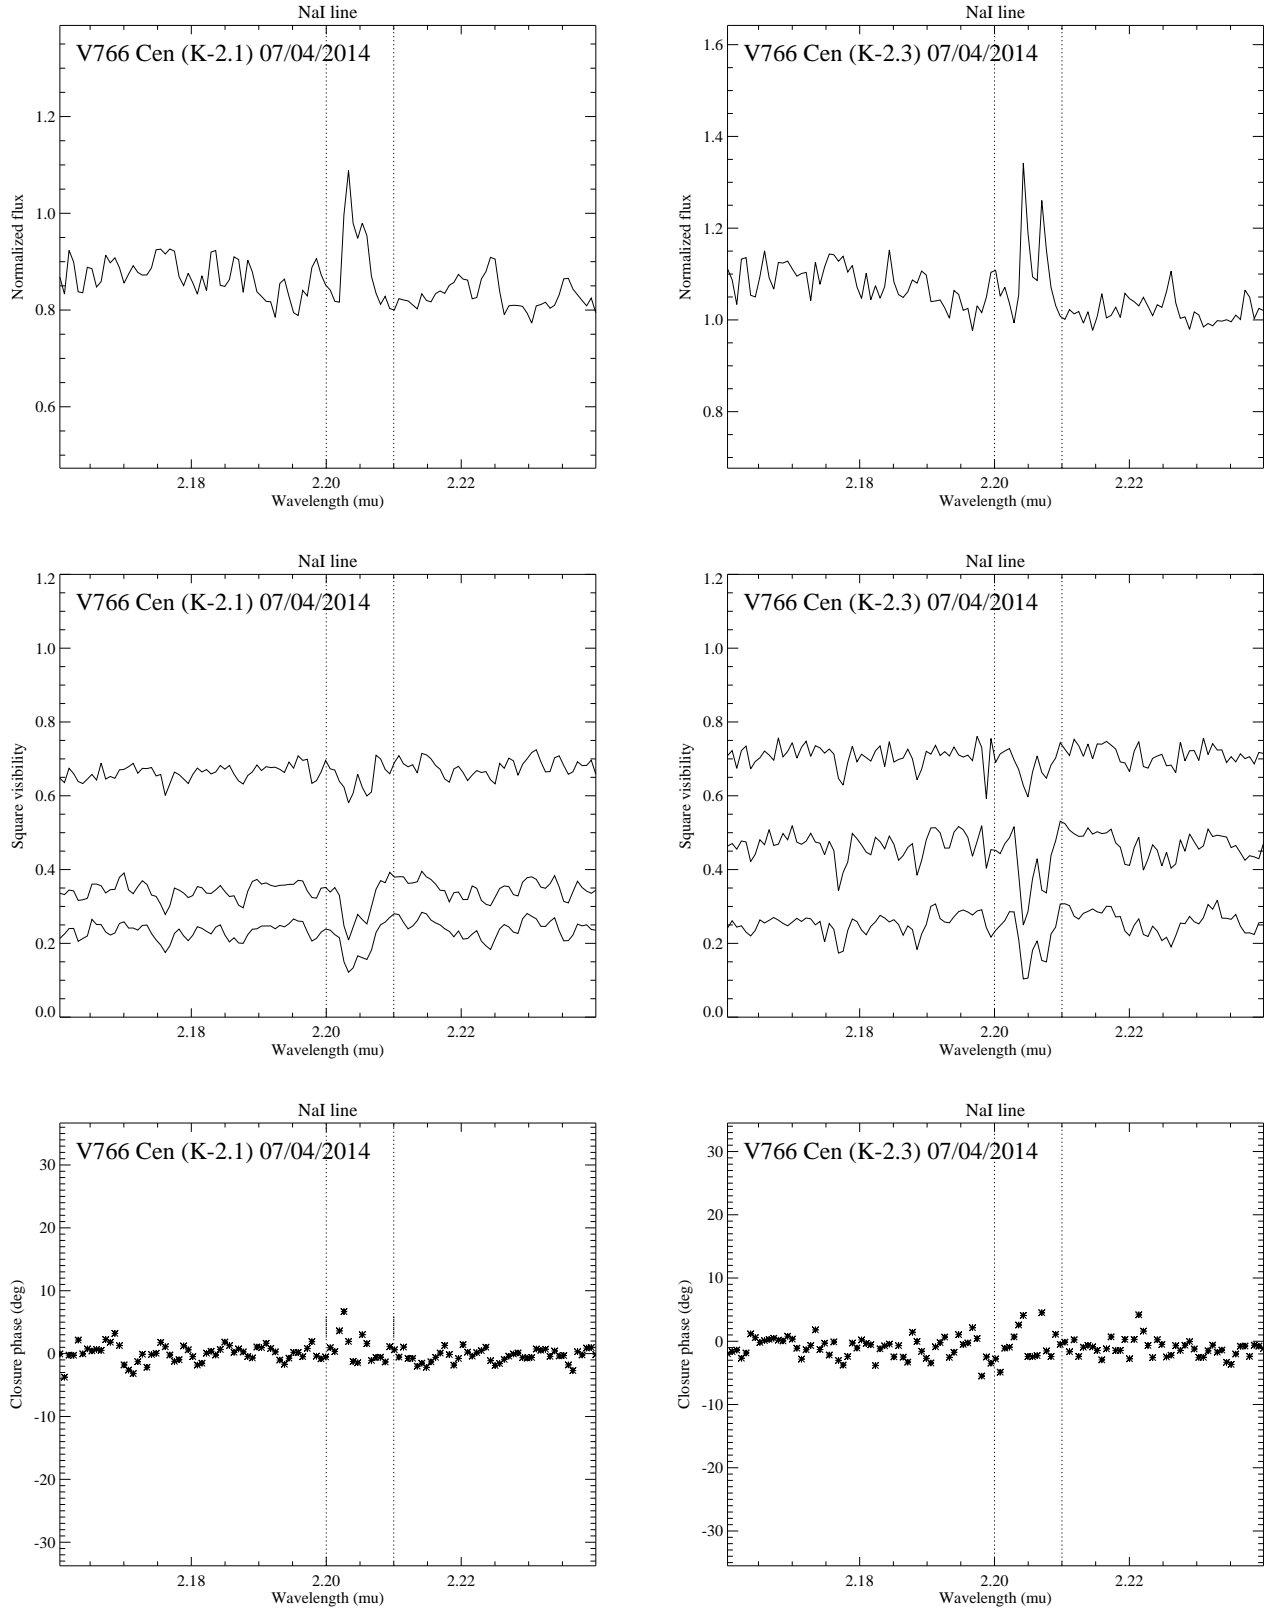 NaI line
V766 Cen (K-2.1) 07/04/2014
1.2
1.0
0.8
0.6
Normalized flux
2.18 2.20 2.22
Wavelength (mu)
NaI line
V766 Cen (K-2.3) 07/04/2014
1.6
1.4
1.2
1.0
0.8
Normalized flux
2.18 2.20 2.22
Wavelength (mu)
NaI line
V766 Cen (K-2.1) 07/04/2014
1.2
1.0
0.8
0.6
0.4
0.2
0.0
Square visibility
2.18 2.20 2.22
Wavelength (mu)
NaI line
V766 Cen (K-2.3) 07/04/2014
1.2
1.0
0.8
0.6
0.4
0.2
0.0
Square visibility
2.18 2.20 2.22
Wavelength (mu)
NaI line
V766 Cen (K-2.1) 07/04/2014
30
20
10
0
-10
-20
-30
Closure phase (deg)
2.18 2.20 2.22
Wavelength (mu)
NaI line
V766 Cen (K-2.3) 07/04/2014
30
20
10
0
-10
-20
-30
Closure phase (deg)
2.18 2.20 2.22
Wavelength (mu)